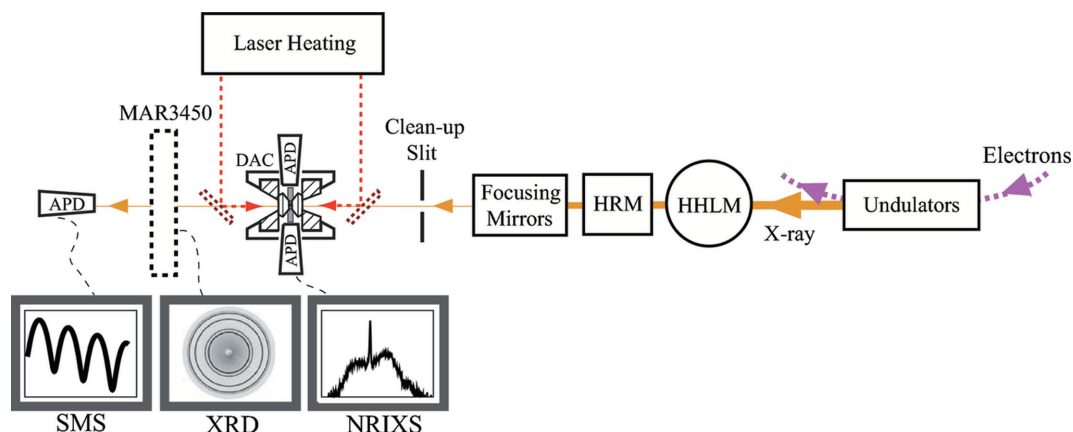 Laser Heating
MAR3450
Clean-up
Slit
DAC
APD
Electrons
APD
Focusing
Mirrors
HRM
HHLM
Undulators
X-ray
APD
SMS
XRD
NRIXS